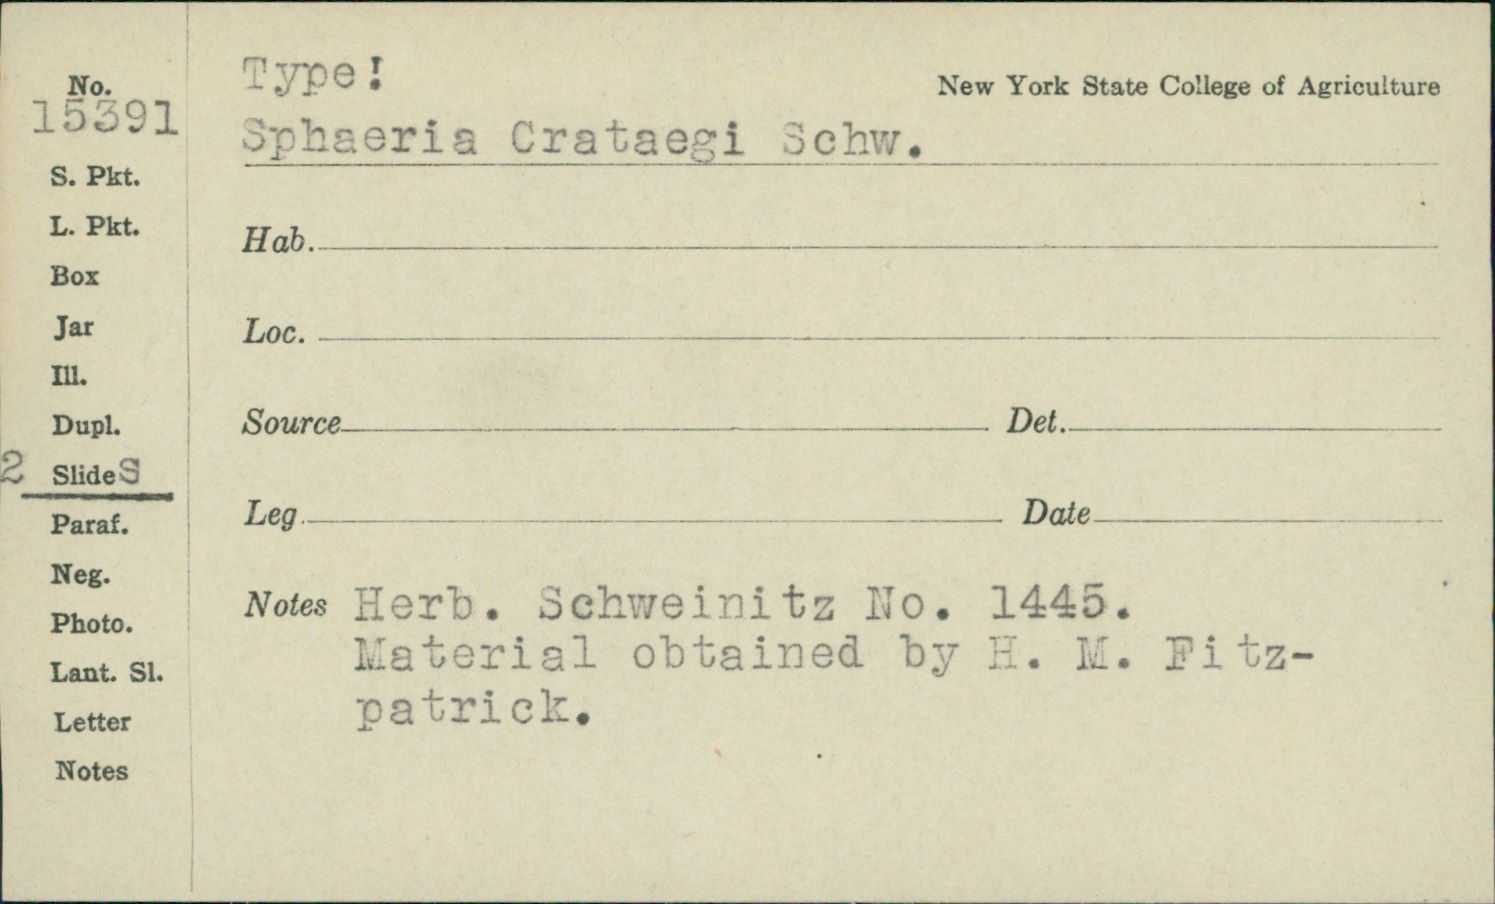 No.
15391
S. Pkt.
L. Pkt.
Box
Jar
Ill.
Dupl.
2 SlideS
Paraf.
Neg.
Photo.
Lant. Sl.
Letter
Notes
Type!
New York State College of Agriculture
Sphaeria Crataegi Schw.
Hab.
Loc.
Source Det.
Leg. Date
Notes Herb. Schweinitz No. 1445.
Material obtained by H. M. Fitz-
patrick.